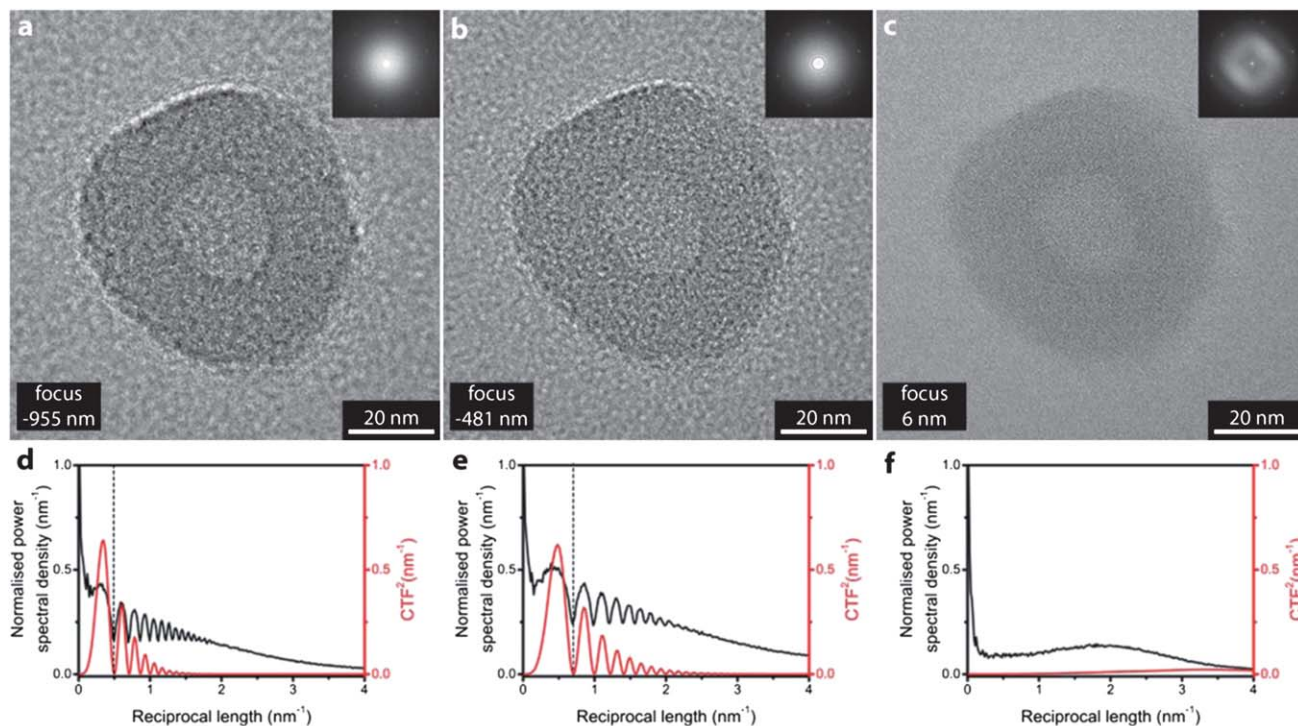 a
b
c
focus
-955 nm
20 nm
focus
-481 nm
20 nm
focus
6 nm
20 nm
d
e
f
Normalised power
spectral density (nm⁻¹)
1.0
0.5
0.0
0 1 2 3 4
Reciprocal length (nm⁻¹)
1.0
0.5
0.0
CTF²(nm⁻¹)
Normalised power
spectral density (nm⁻¹)
1.0
0.5
0.0
0 1 2 3 4
Reciprocal length (nm⁻¹)
1.0
0.5
0.0
CTF²(nm⁻¹)
Normalised power
spectral density (nm⁻¹)
1.0
0.5
0.0
0 1 2 3 4
Reciprocal length (nm⁻¹)
1.0
0.5
0.0
CTF²(nm⁻¹)